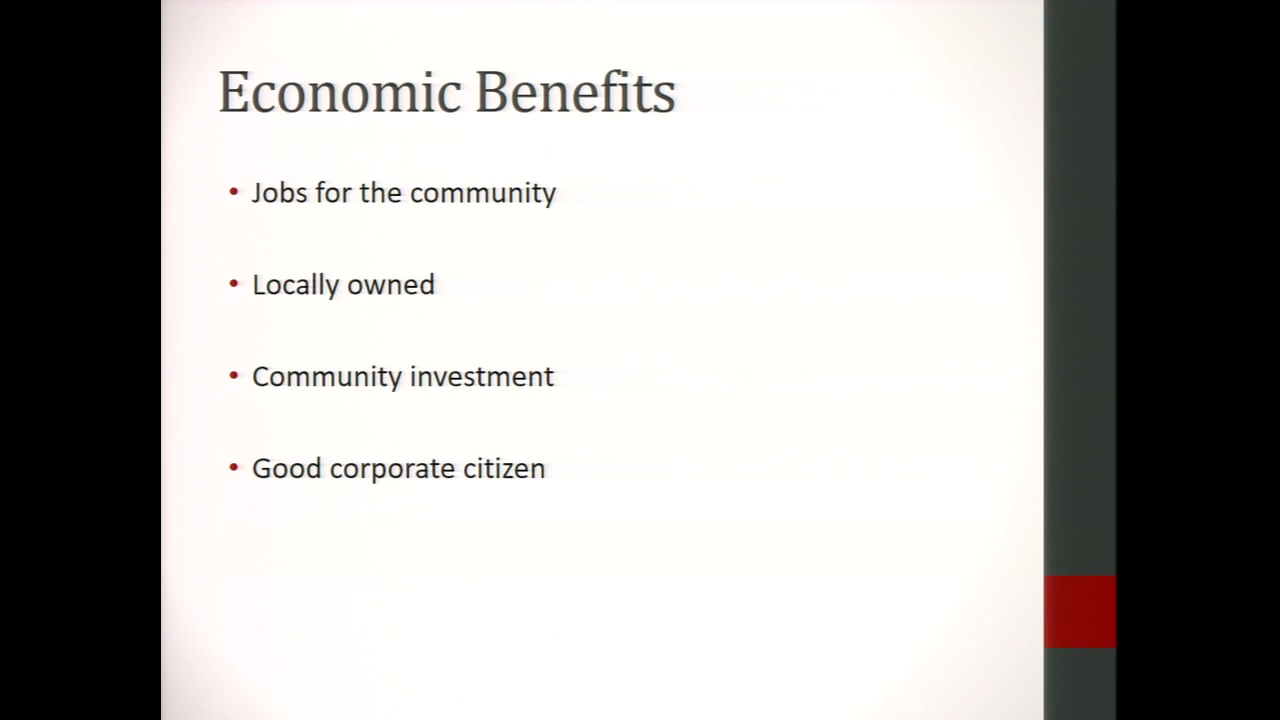 Economic Benefits
• Jobs for the community
• Locally owned
• Community investment
• Good corporate citizen